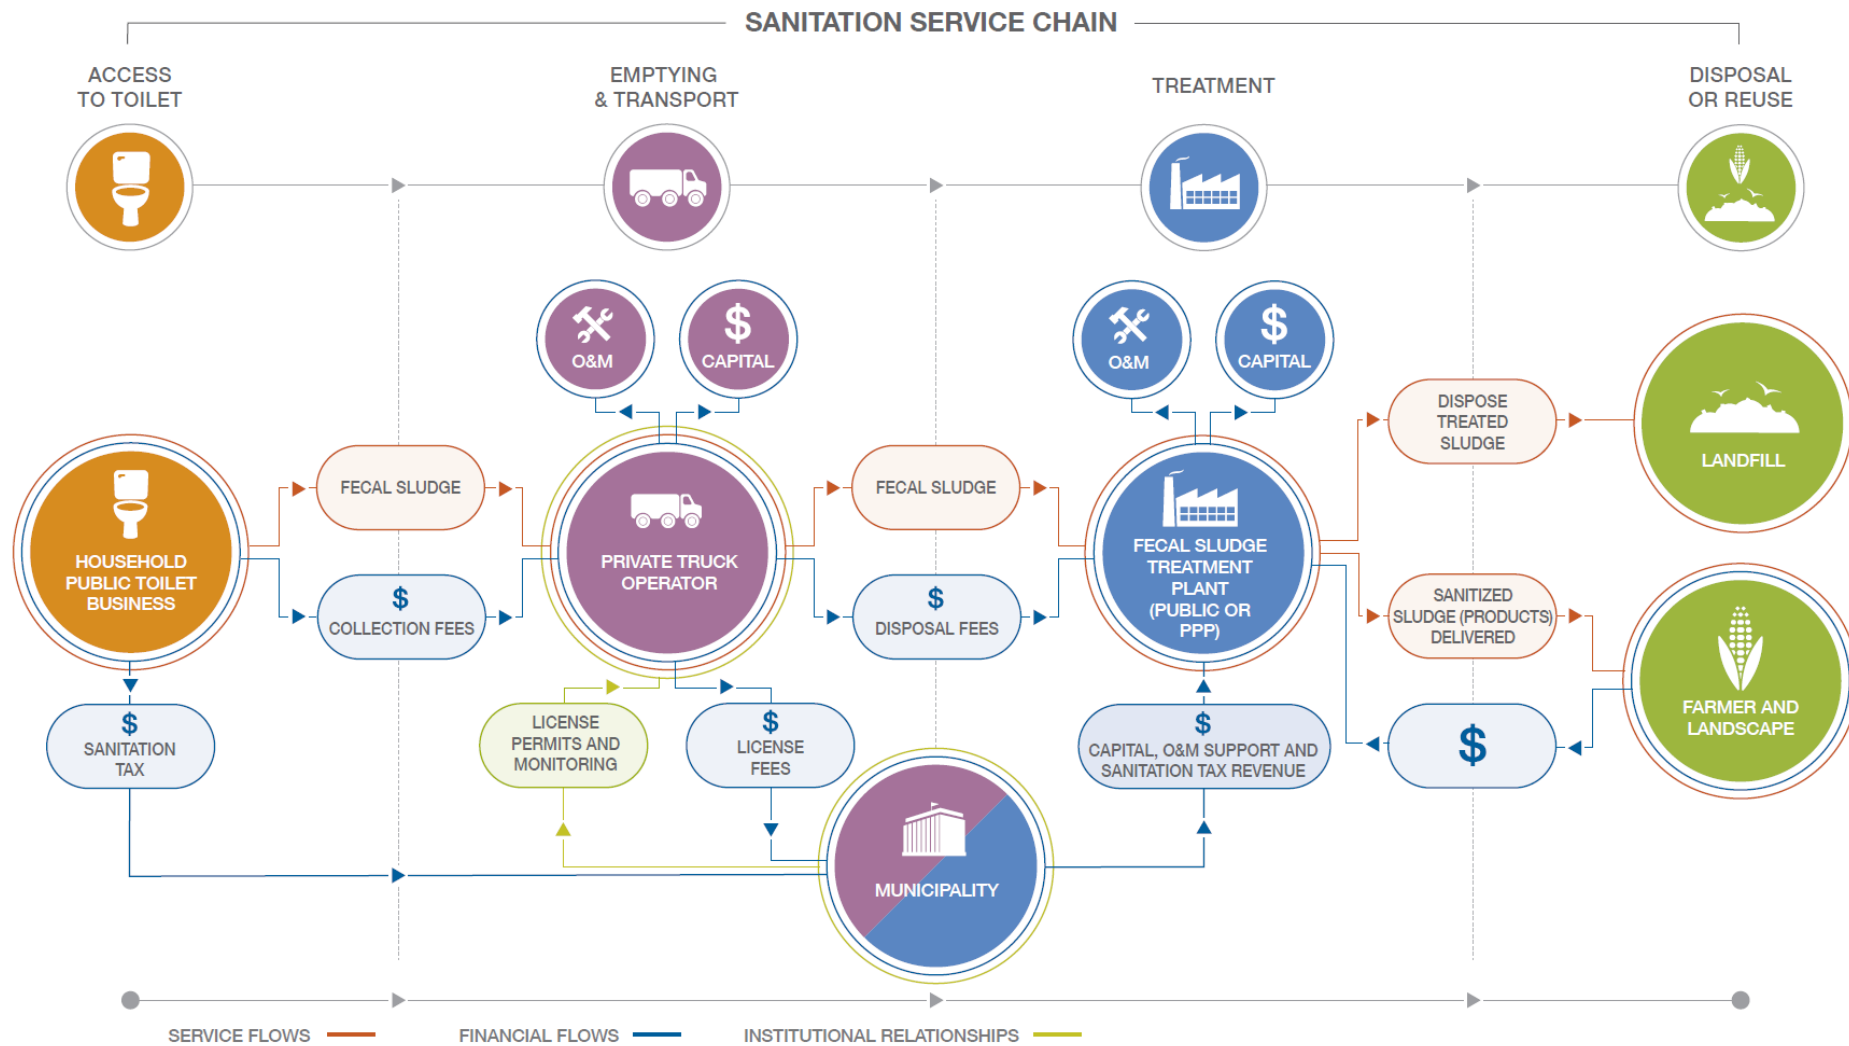 SANITATION SERVICE CHAIN
ACCESS
TO TOILET
EMPTYING
& TRANSPORT
TREATMENT
DISPOSAL
OR REUSE
O&M
$
CAPITAL
O&M
$
CAPITAL
DISPOSE
TREATED
SLUDGE
LANDFILL
FECAL SLUDGE
FECAL SLUDGE
HOUSEHOLD
PUBLIC TOILET
BUSINESS
PRIVATE TRUCK
OPERATOR
FECAL SLUDGE
TREATMENT
PLANT
(PUBLIC OR
PPP)
$
COLLECTION FEES
$
DISPOSAL FEES
SANITIZED
SLUDGE (PRODUCTS)
DELIVERED
FARMER AND
LANDSCAPE
$
SANITATION
TAX
LICENSE
PERMITS AND
MONITORING
$
LICENSE
FEES
$
CAPITAL, O&M SUPPORT AND
SANITATION TAX REVENUE
$
MUNICIPALITY
SERVICE FLOWS
FINANCIAL FLOWS
INSTITUTIONAL RELATIONSHIPS